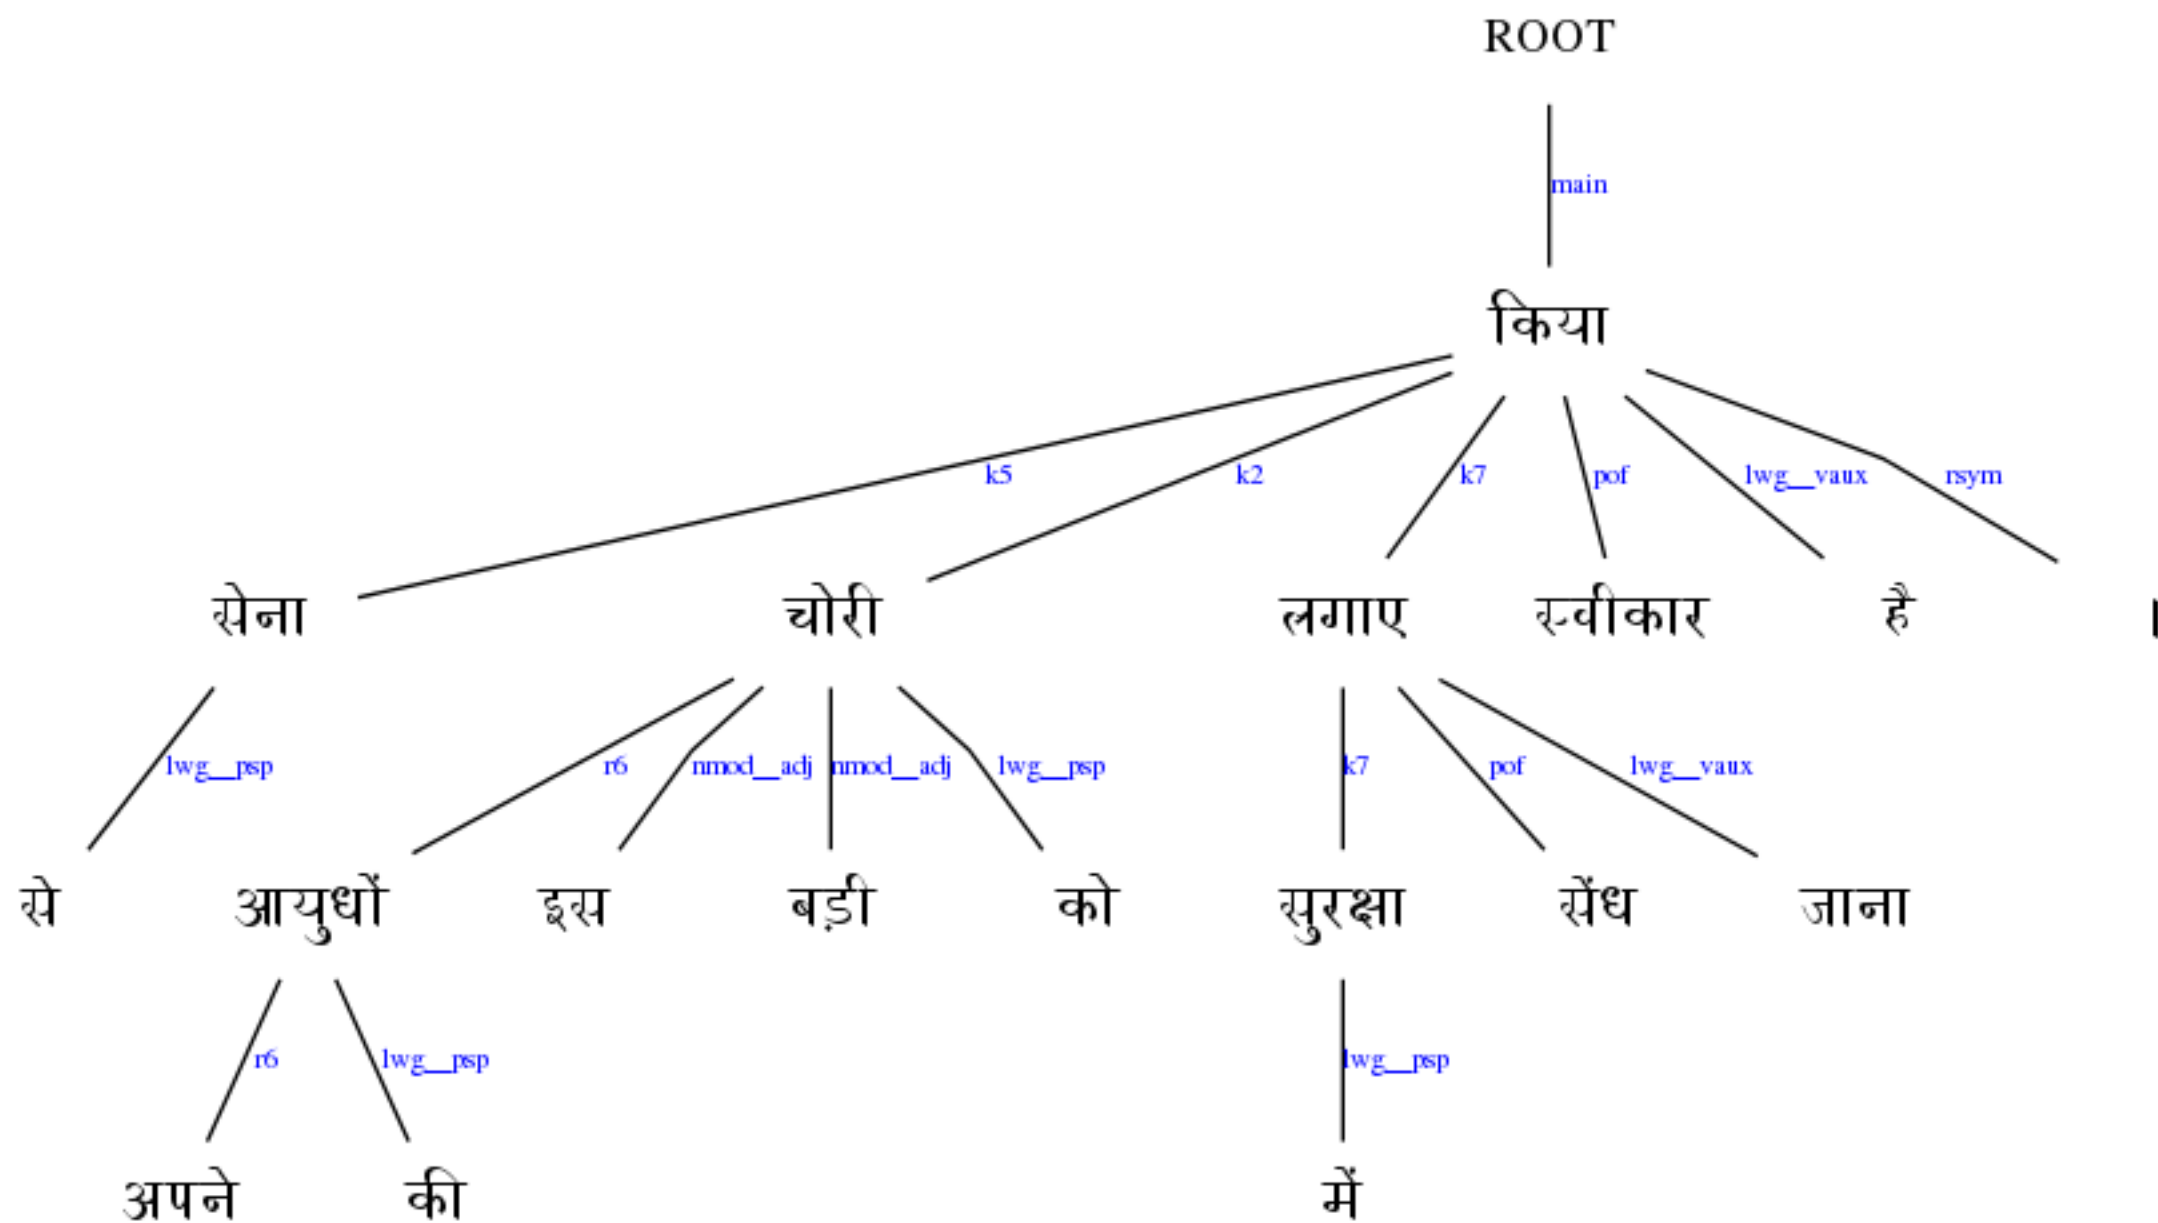 ROOT
main
किया
k5 k2 k7 pof lwg__vaux rsym
सेना चोरी लगाए स्वीकार है ।
lwg__psp r6 nmod__adj nmod__adj lwg__psp k7 pof lwg__vaux
से आयुधों इस बड़ी को सुरक्षा सेंध जाना
r6 lwg__psp lwg__psp
अपने की में